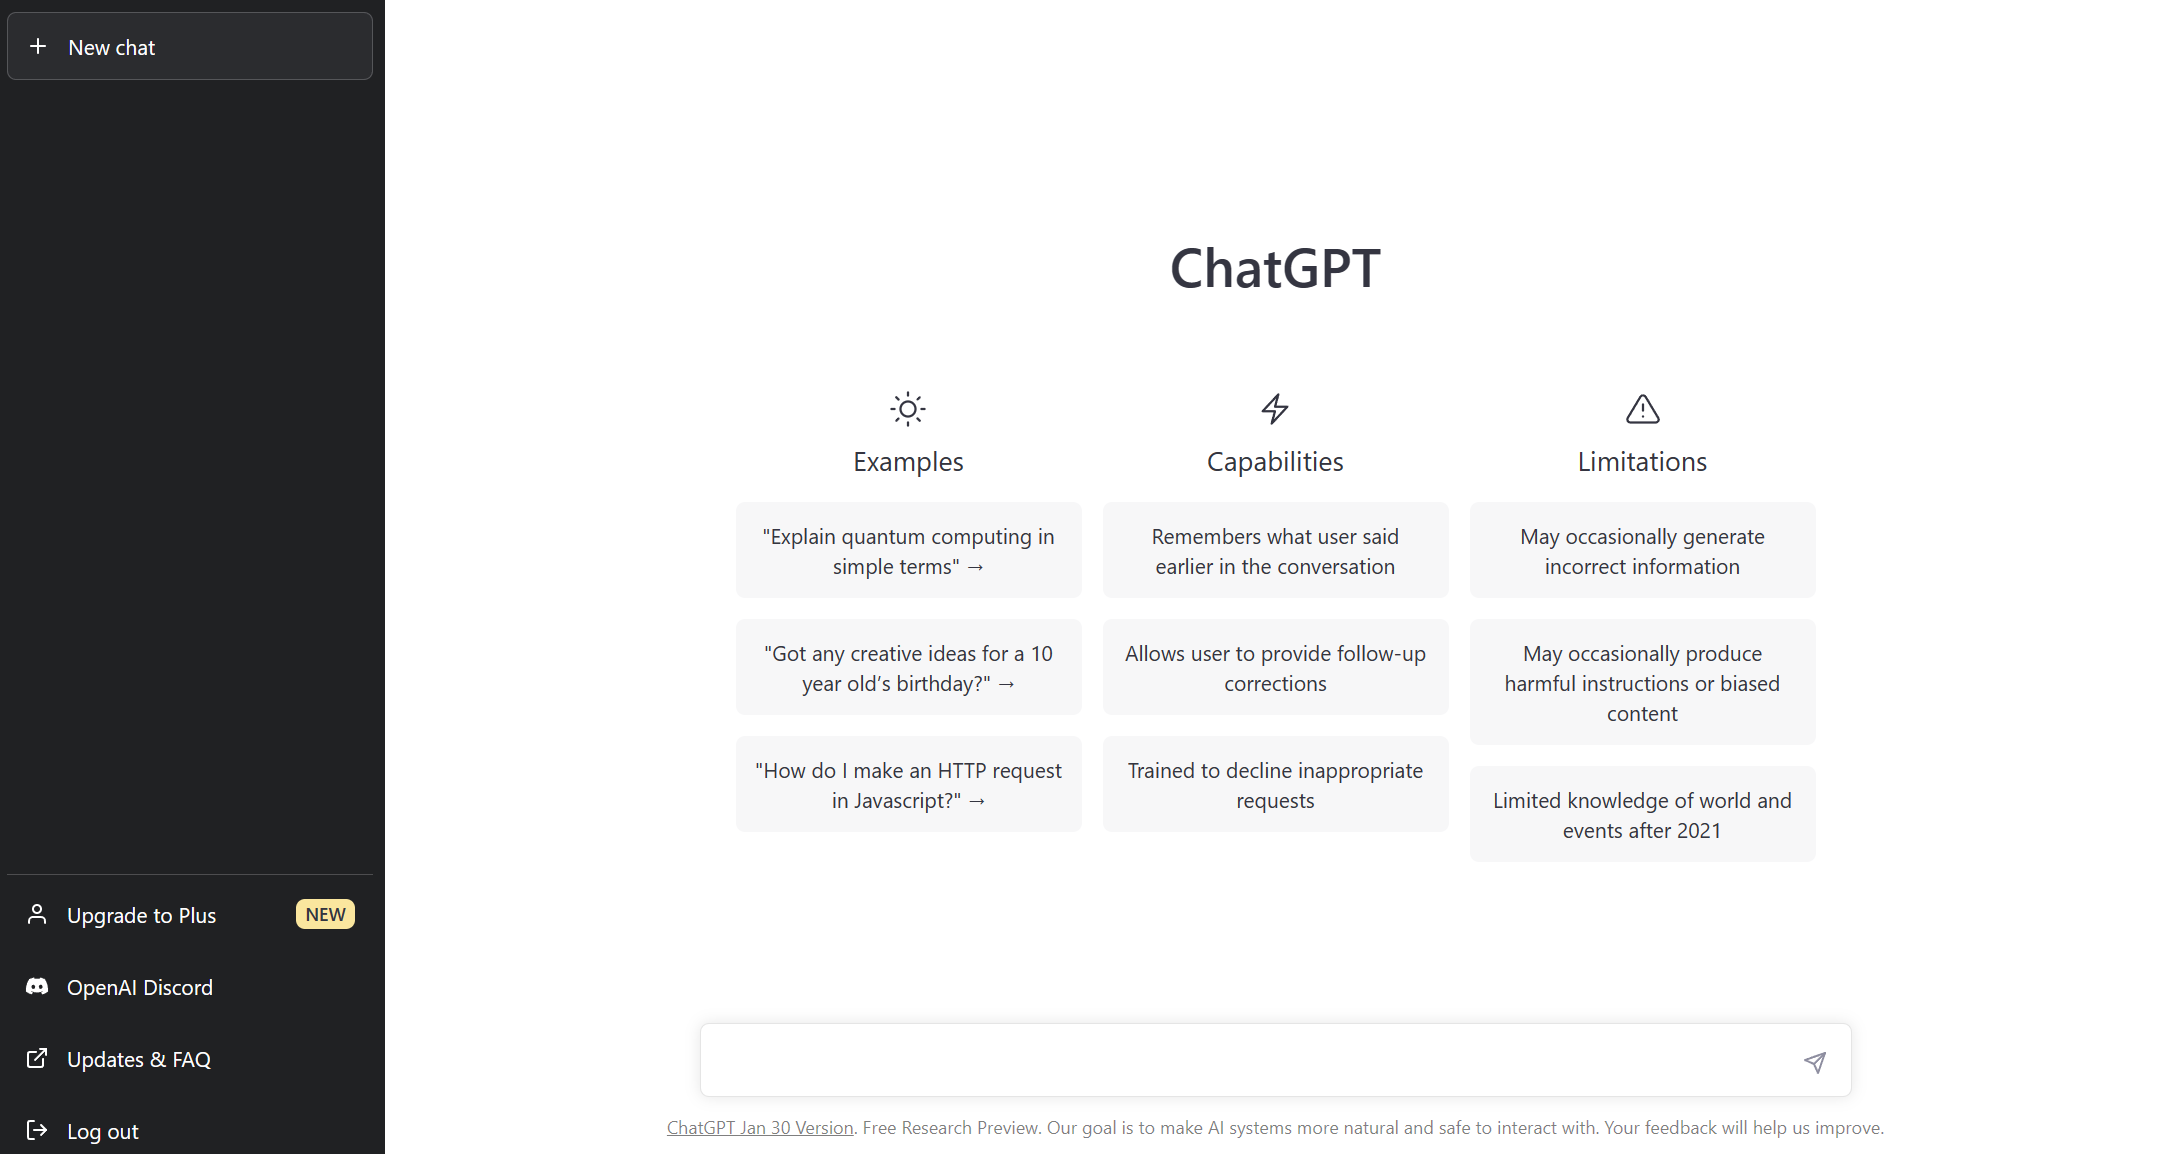 New chat
Upgrade to Plus
NEW
OpenAI Discord
Updates & FAQ
Log out
ChatGPT
Examples
"Explain quantum computing in
simple terms" →
"Got any creative ideas for a 10
year old’s birthday?" →
"How do I make an HTTP request
in Javascript?" →
Capabilities
Remembers what user said
earlier in the conversation
Allows user to provide follow-up
corrections
Trained to decline inappropriate
requests
Limitations
May occasionally generate
incorrect information
May occasionally produce
harmful instructions or biased
content
Limited knowledge of world and
events after 2021
ChatGPT Jan 30 Version. Free Research Preview. Our goal is to make AI systems more natural and safe to interact with. Your feedback will help us improve.